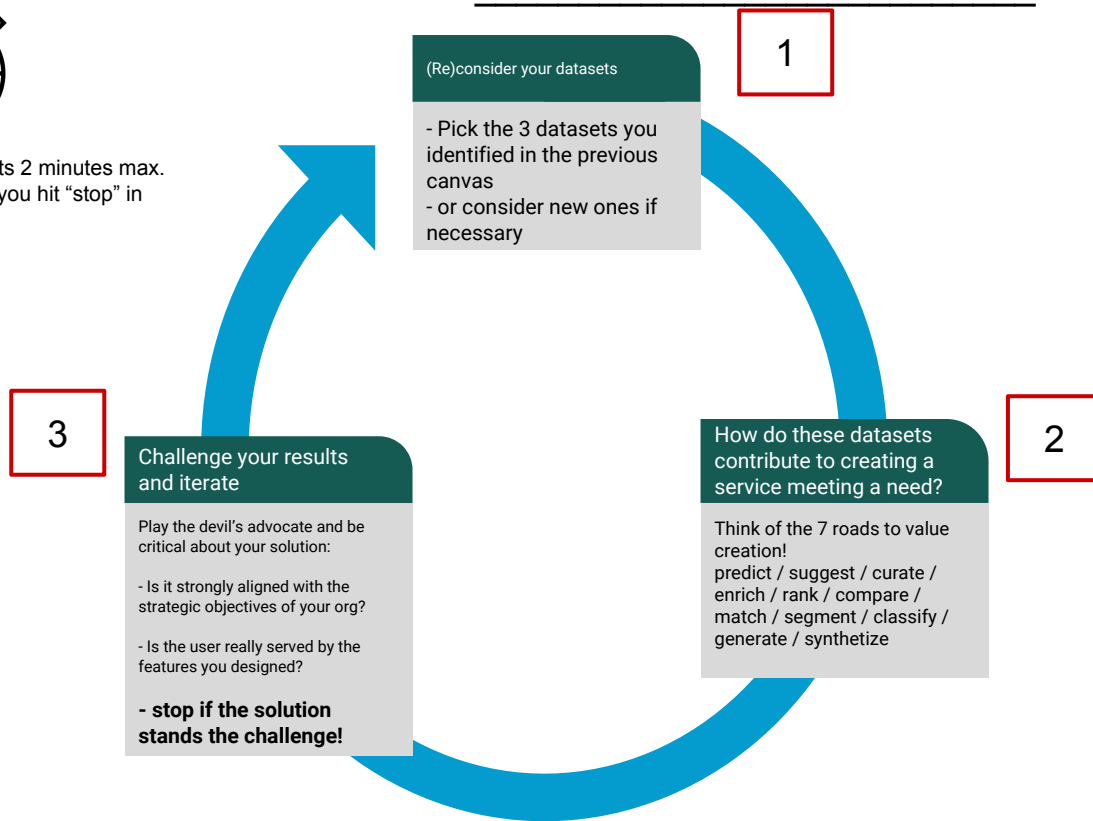 1
(Re)consider your datasets
- Pick the 3 datasets you
identified in the previous
canvas
- or consider new ones if
necessary
ts 2 minutes max.
you hit “stop” in
2
How do these datasets
contribute to creating a
service meeting a need?
Think of the 7 roads to value
creation!
predict / suggest / curate /
enrich / rank / compare /
match / segment / classify /
generate / synthetize
3
Challenge your results
and iterate
Play the devil’s advocate and be
critical about your solution:
- Is it strongly aligned with the
strategic objectives of your org?
- Is the user really served by the
features you designed?
- stop if the solution
stands the challenge!